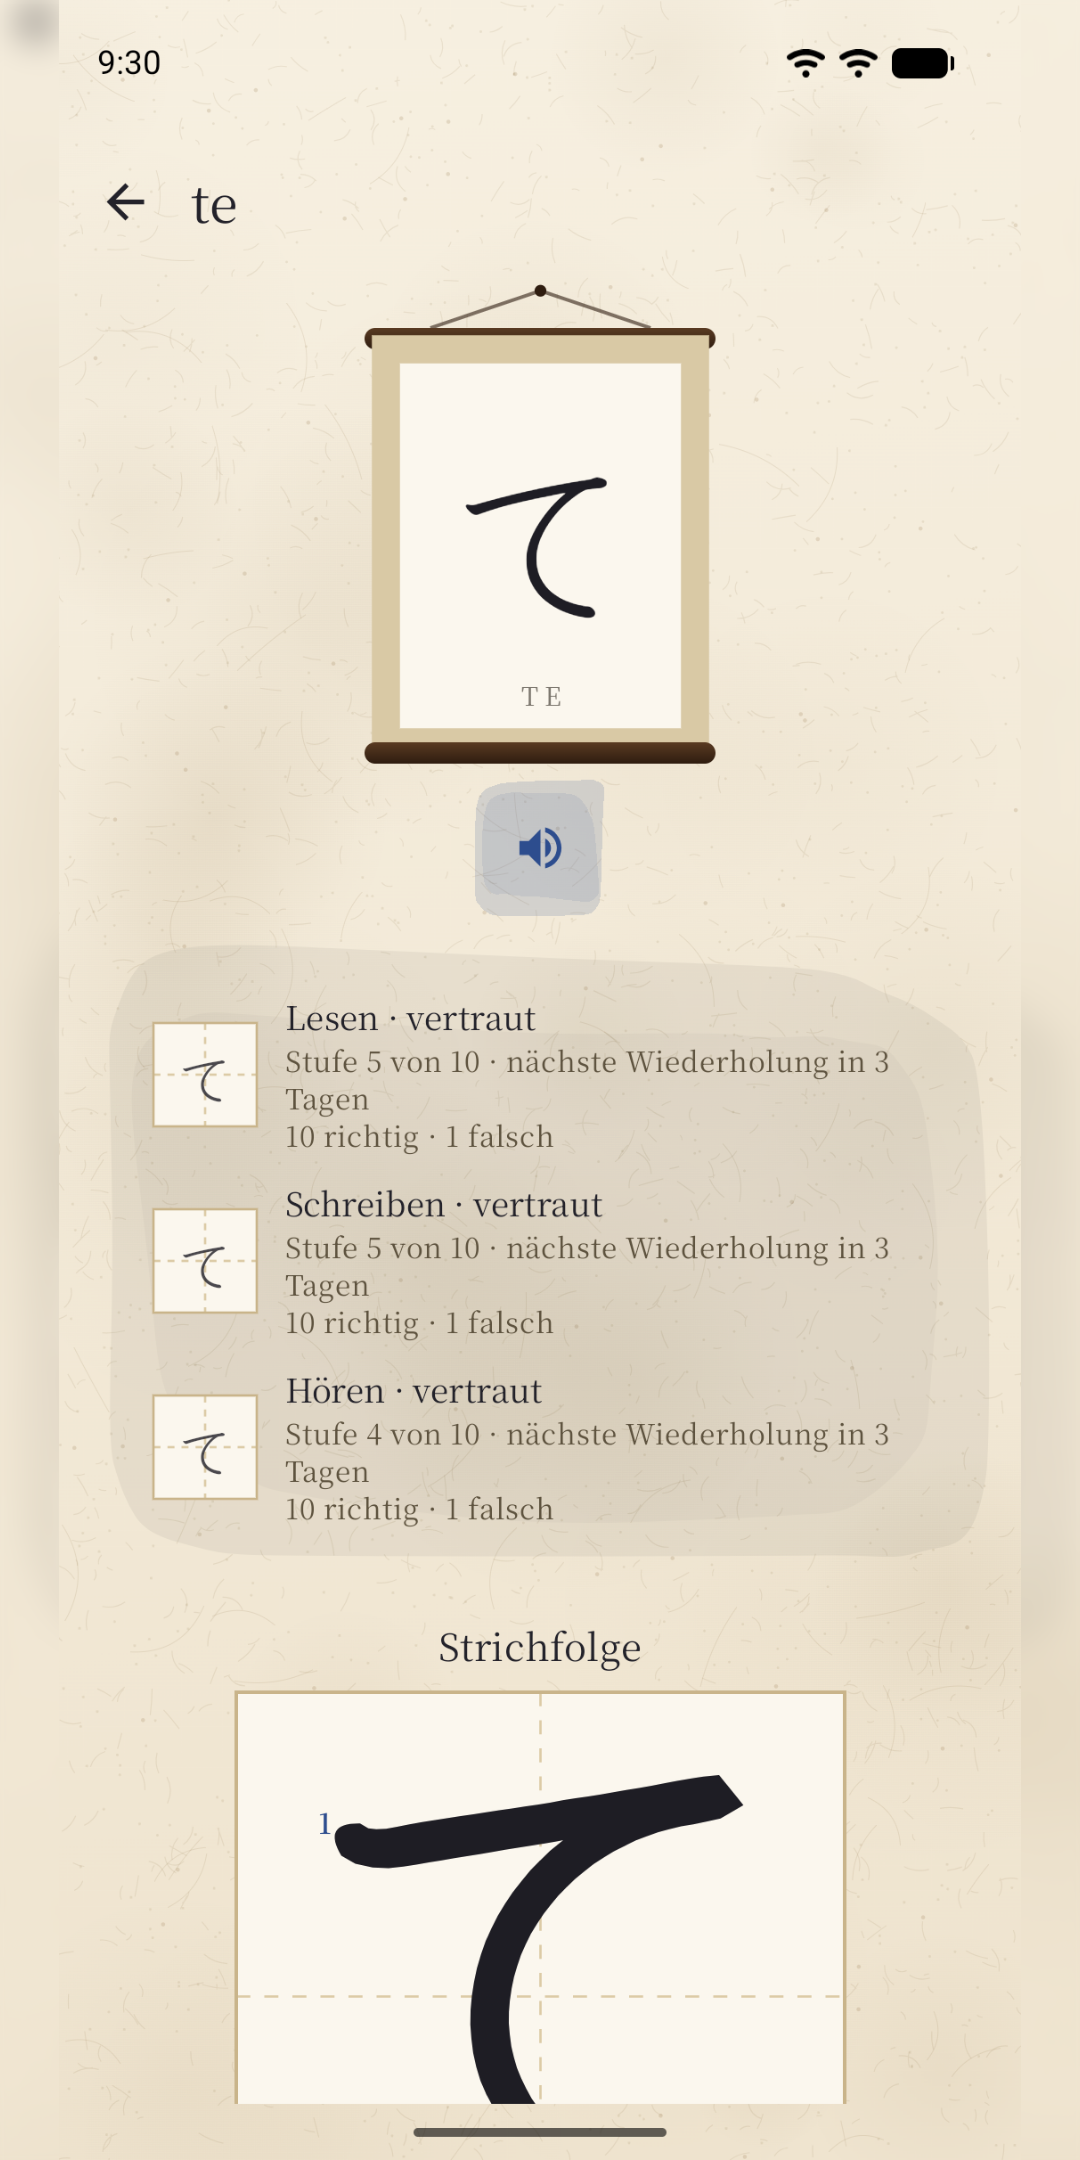 9:30
te
て
TE
て
Lesen · vertraut
Stufe 5 von 10 · nächste Wiederholung in 3
Tagen
10 richtig · 1 falsch
て
Schreiben · vertraut
Stufe 5 von 10 · nächste Wiederholung in 3
Tagen
10 richtig · 1 falsch
て
Hören · vertraut
Stufe 4 von 10 · nächste Wiederholung in 3
Tagen
10 richtig · 1 falsch
Strichfolge
1
て